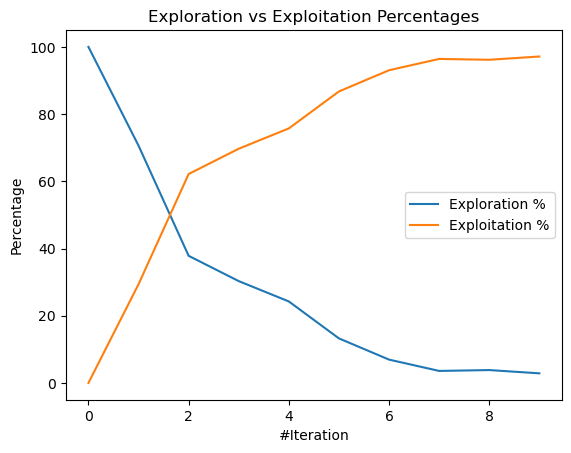 Exploration vs Exploitation Percentages
100
80
60
40
20
0
Percentage
Exploration %
Exploitation %
0
2
4
6
8
#Iteration